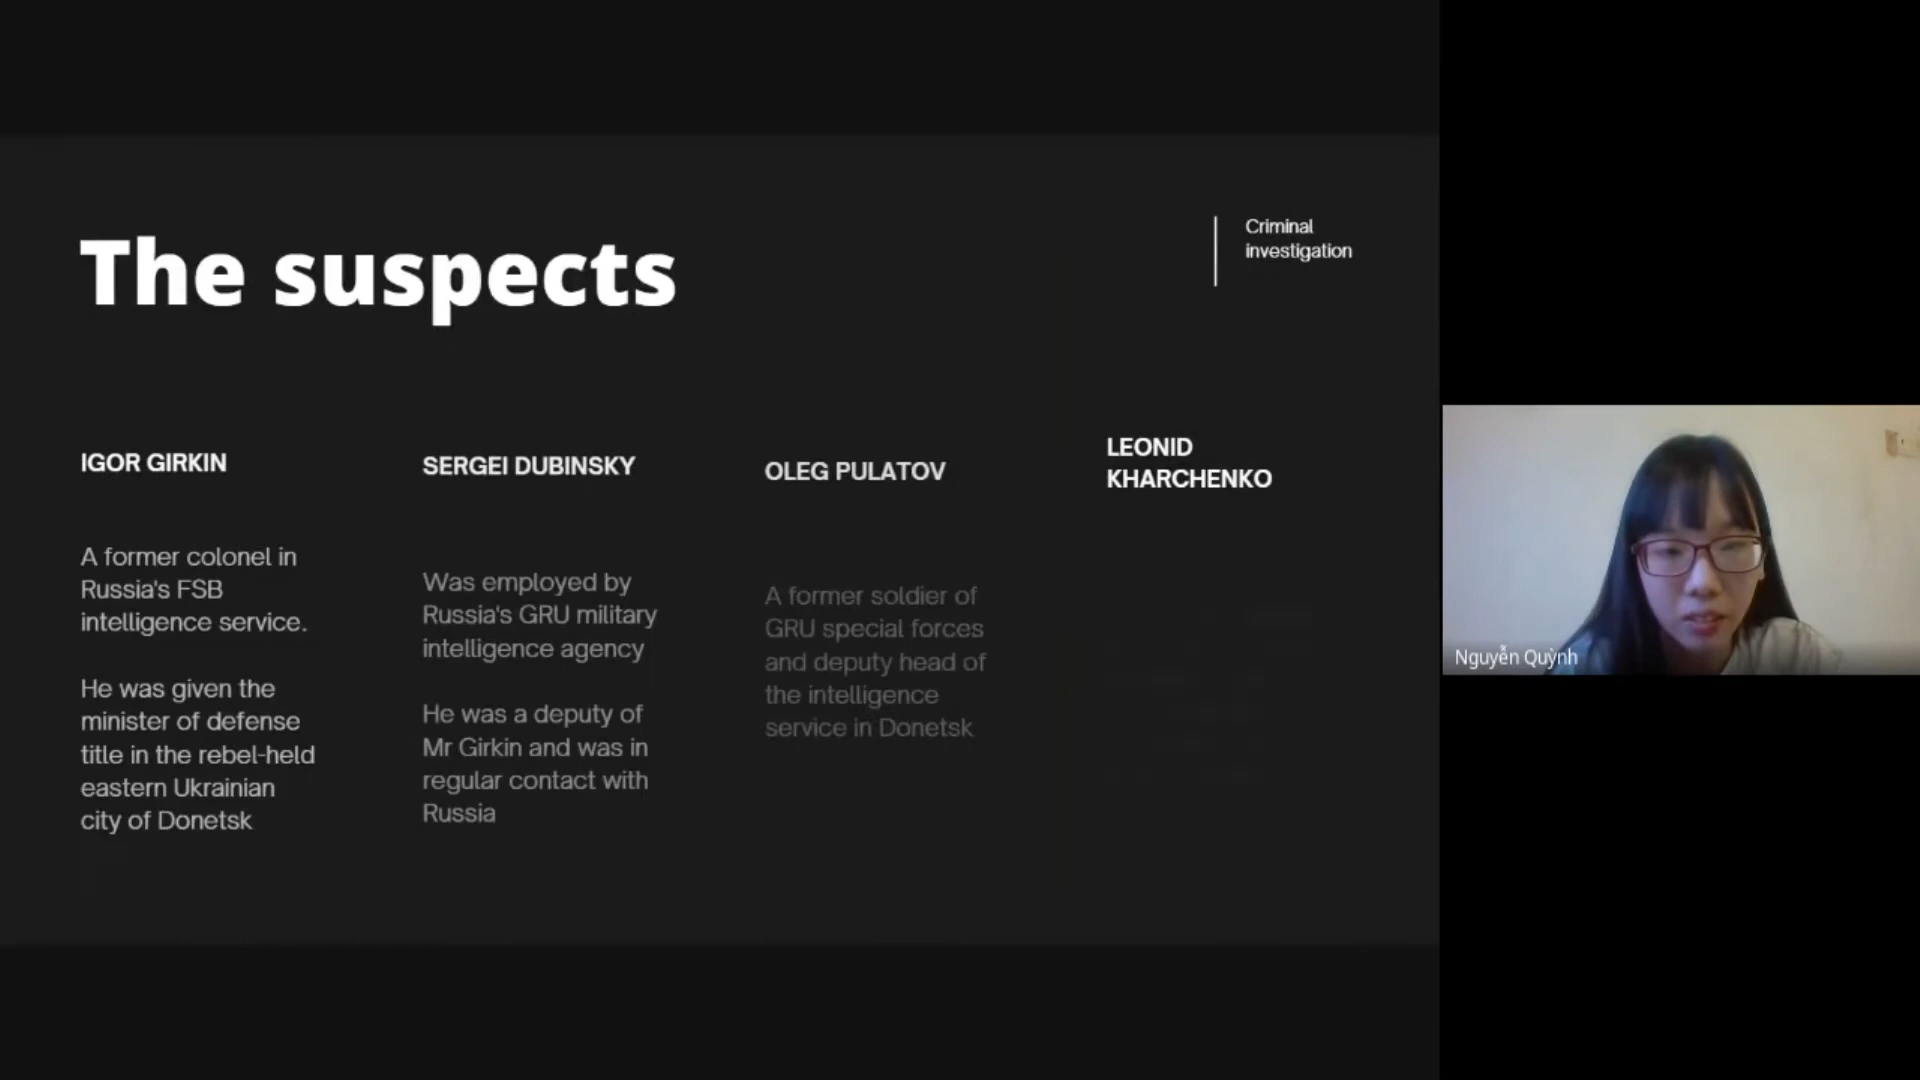 The suspects
Criminal
investigation
IGOR GIRKIN
A former colonel in
Russia's FSB
intelligence service.
He was given the
minister of defense
title in the rebel-held
eastern Ukrainian
city of Donetsk
SERGEI DUBINSKY
Was employed by
Russia's GRU military
intelligence agency
He was a deputy of
Mr Girkin and was in
regular contact with
Russia
OLEG PULATOV
A former soldier of
GRU special forces
and deputy head of
the intelligence
service in Donetsk
LEONID
KHARCHENKO
Nguyễn Quỳnh